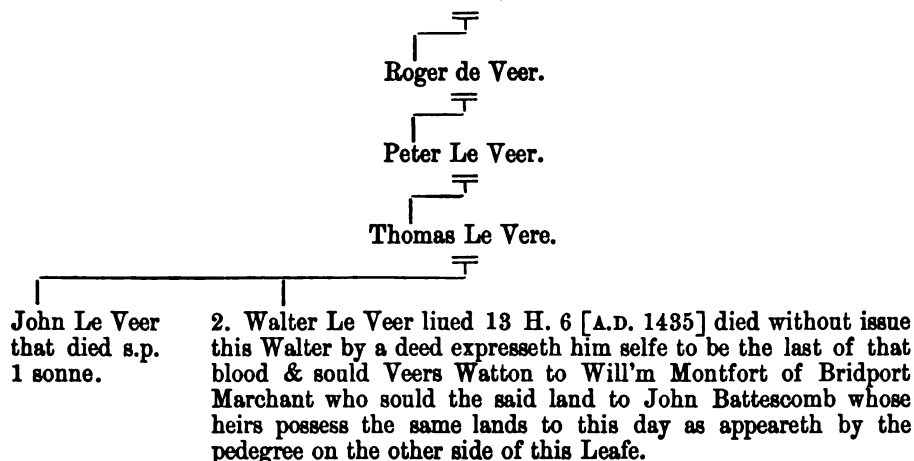 Roger de Veer.
Peter Le Veer.
Thomas Le Vere.
John Le Veer
that died s.p.
1 sonne.
2. Walter Le Veer liued 13 H. 6 [A.D. 1435] died without issue
this Walter by a deed expresseth him selfe to be the last of that
blood & sould Veers Watton to Will'm Montfort of Bridport
Marchant who sould the said land to John Battescomb whose
heirs possess the same lands to this day as appeareth by the
pedegree on the other side of this Leafe.